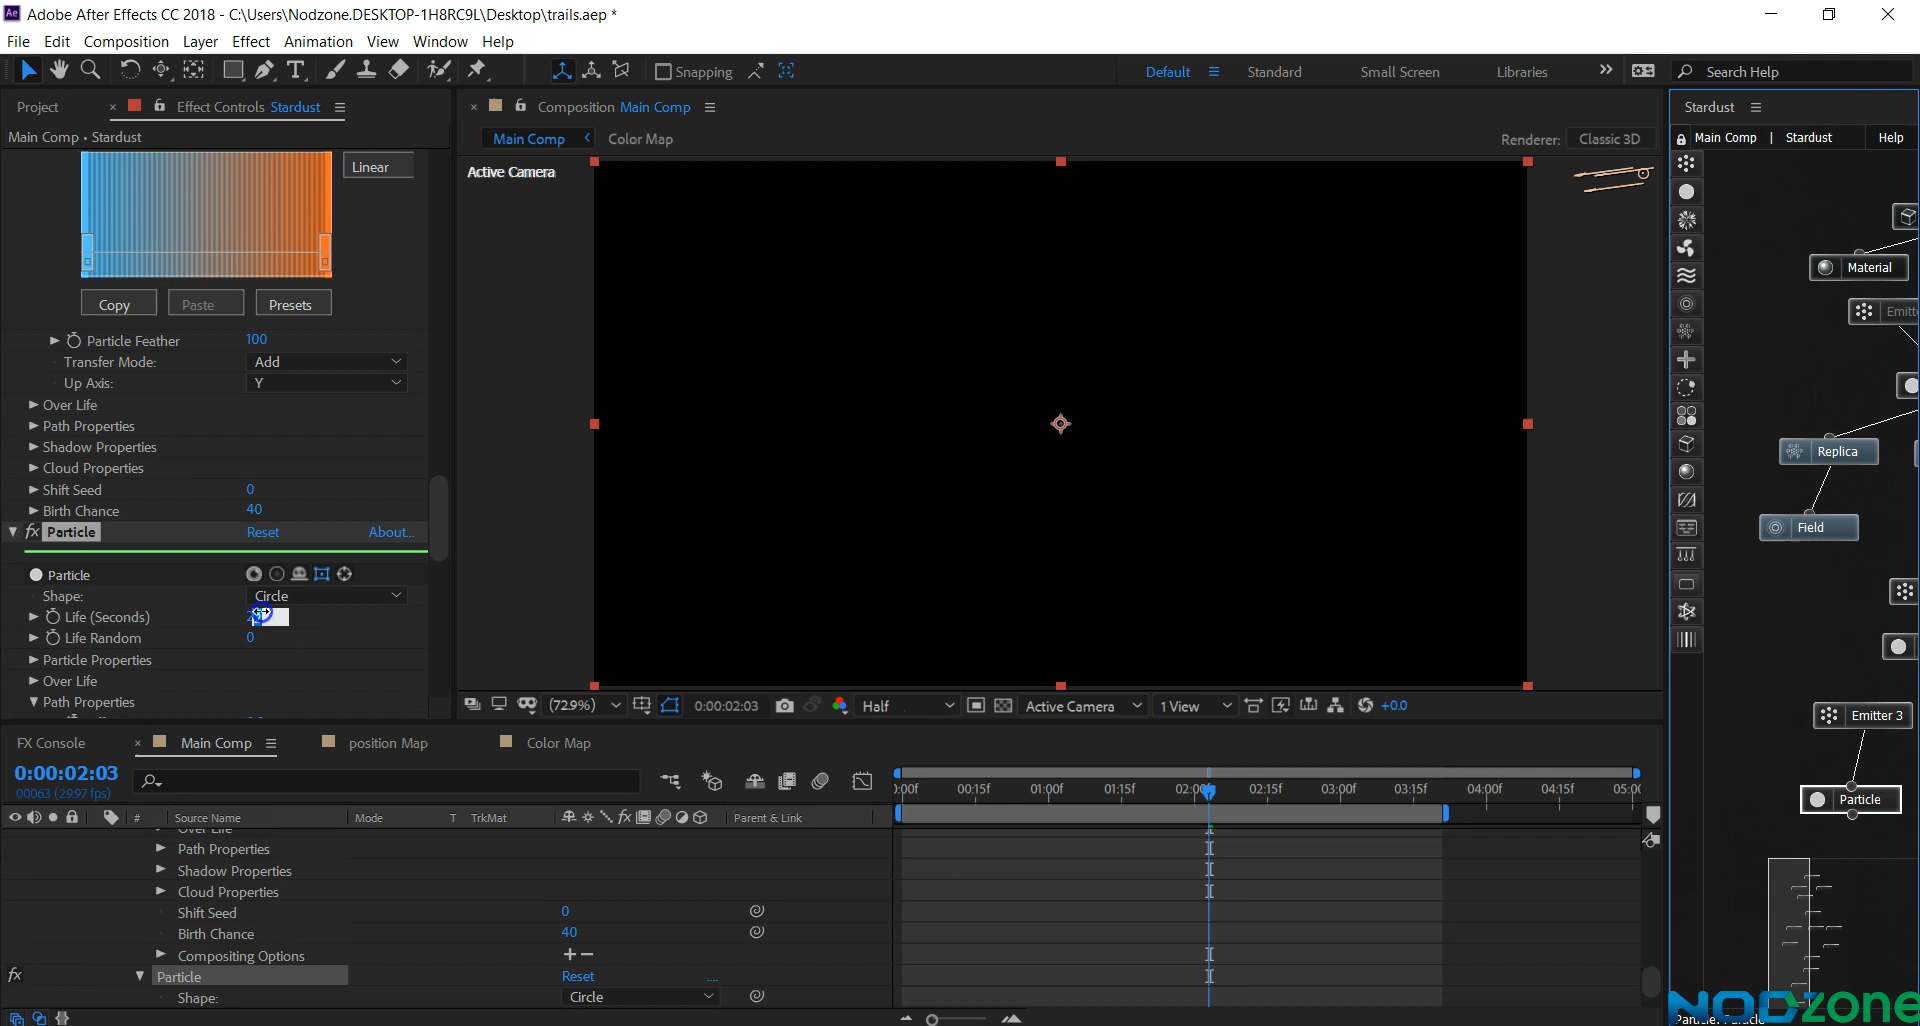 Adobe After Effects CC 2018 - C:\Users\Nodzone.DESKTOP-1H8RC9L\Desktop\trails.aep *
File Edit Composition Layer Effect Animation View Window Help
Snapping
Default Standard Small Screen Libraries
Search Help
Project
Effect Controls Stardust
Composition Main Comp
Stardust
Main Comp • Stardust
Main Comp
Color Map
Renderer: Classic 3D
Main Comp | Stardust Help
Linear
Active Camera
Copy Paste Presets
Particle Feather 100
Transfer Mode: Add
Up Axis: Y
Over Life
Path Properties
Shadow Properties
Cloud Properties
Shift Seed 0
Birth Chance 40
fx Particle Reset About...
Particle
Shape: Circle
Life (Seconds)
Life Random 0
Particle Properties
Over Life
Path Properties
Material
Replica
Field
Emitter 3
Particle
(72.9%) 0:00:02:03 Half Active Camera 1 View +0.0
FX Console Main Comp position Map Color Map
0:00:02:03
00063 (2997 fps)
00:15f 01:00f 01:15f 02:15f 03:00f 03:15f 04:00f 04:15f
# Source Name Mode T TrkMat fx Parent & Link
Over Life
Path Properties
Shadow Properties
Cloud Properties
Shift Seed 0
Birth Chance 40
Compositing Options + −
fx Particle Reset ....
Shape: Circle
NODzone